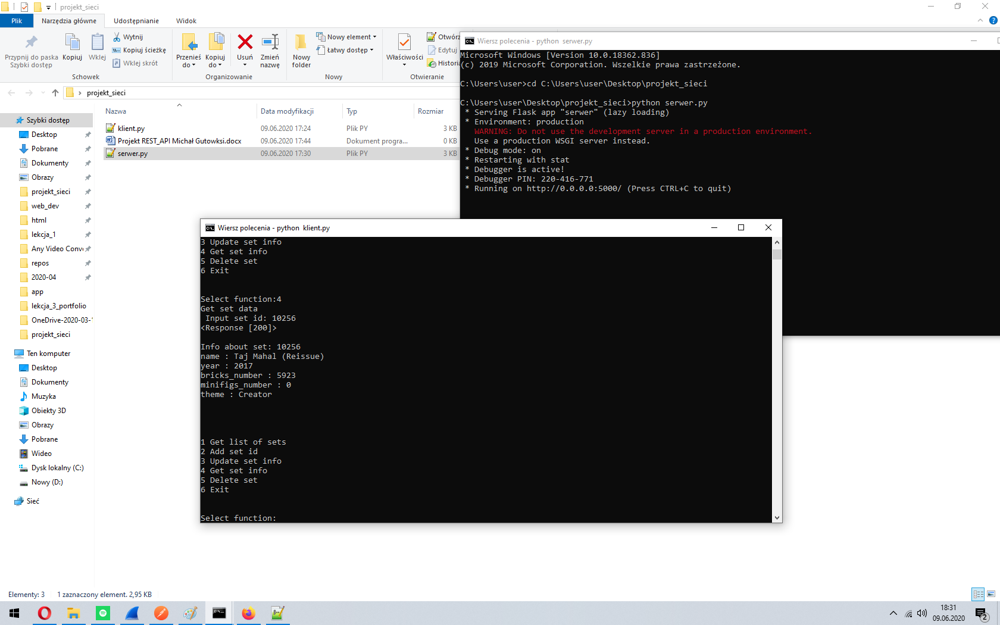 projekt_sieci
Plik
Narzędzia główne
Udostępnianie
Widok
Przypnij do paska
Szybki dostęp
Kopiuj
Wklej
Wytnij
Kopiuj ścieżkę
Wklej skrót
Schowek
Przenieś
do
Kopiuj
do
Usuń
Zmień
nazwę
Organizowanie
Nowy
folder
Nowy element
Łatwy dostęp
Nowy
Właściwości
Otwórz
Edytuj
Historia
Otwieranie
projekt_sieci
Nazwa
Data modyfikacji
Typ
Rozmiar
klient.py 09.06.2020 17:24 Plik PY 3 KB
Projekt REST_API Michał Gutowksi.docx 09.06.2020 17:44 Dokument progra... 0 KB
serwer.py 09.06.2020 17:30 Plik PY 3 KB
Szybki dostęp
Desktop
Pobrane
Dokumenty
Obrazy
projekt_sieci
web_dev
html
lekcja_1
Any Video Conv
repos
2020-04
app
lekcja_3_portfolio
OneDrive-2020-03-1
projekt_sieci
Ten komputer
Desktop
Dokumenty
Muzyka
Obiekty 3D
Obrazy
Pobrane
Wideo
Dysk lokalny (C:)
Nowy (D:)
Sieć
Elementy: 3
1 zaznaczony element. 2,95 KB
Wiersz polecenia - python  serwer.py
Microsoft Windows [Version 10.0.18362.836]
(c) 2019 Microsoft Corporation. Wszelkie prawa zastrzeżone.
C:\Users\user>cd C:\Users\user\Desktop\projekt_sieci
C:\Users\user\Desktop\projekt_sieci>python serwer.py
* Serving Flask app "serwer" (lazy loading)
* Environment: production
WARNING: Do not use the development server in a production environment.
Use a production WSGI server instead.
* Debug mode: on
* Restarting with stat
* Debugger is active!
* Debugger PIN: 220-416-771
* Running on http://0.0.0.0:5000/ (Press CTRL+C to quit)
Wiersz polecenia - python  klient.py
3 Update set info
4 Get set info
5 Delete set
6 Exit
Select function:4
Get set data
Input set id: 10256
<Response [200]>
Info about set: 10256
name : Taj Mahal (Reissue)
year : 2017
bricks_number : 5923
minifigs_number : 0
theme : Creator
1 Get list of sets
2 Add set id
3 Update set info
4 Get set info
5 Delete set
6 Exit
Select function:
18:31
09.06.2020
2